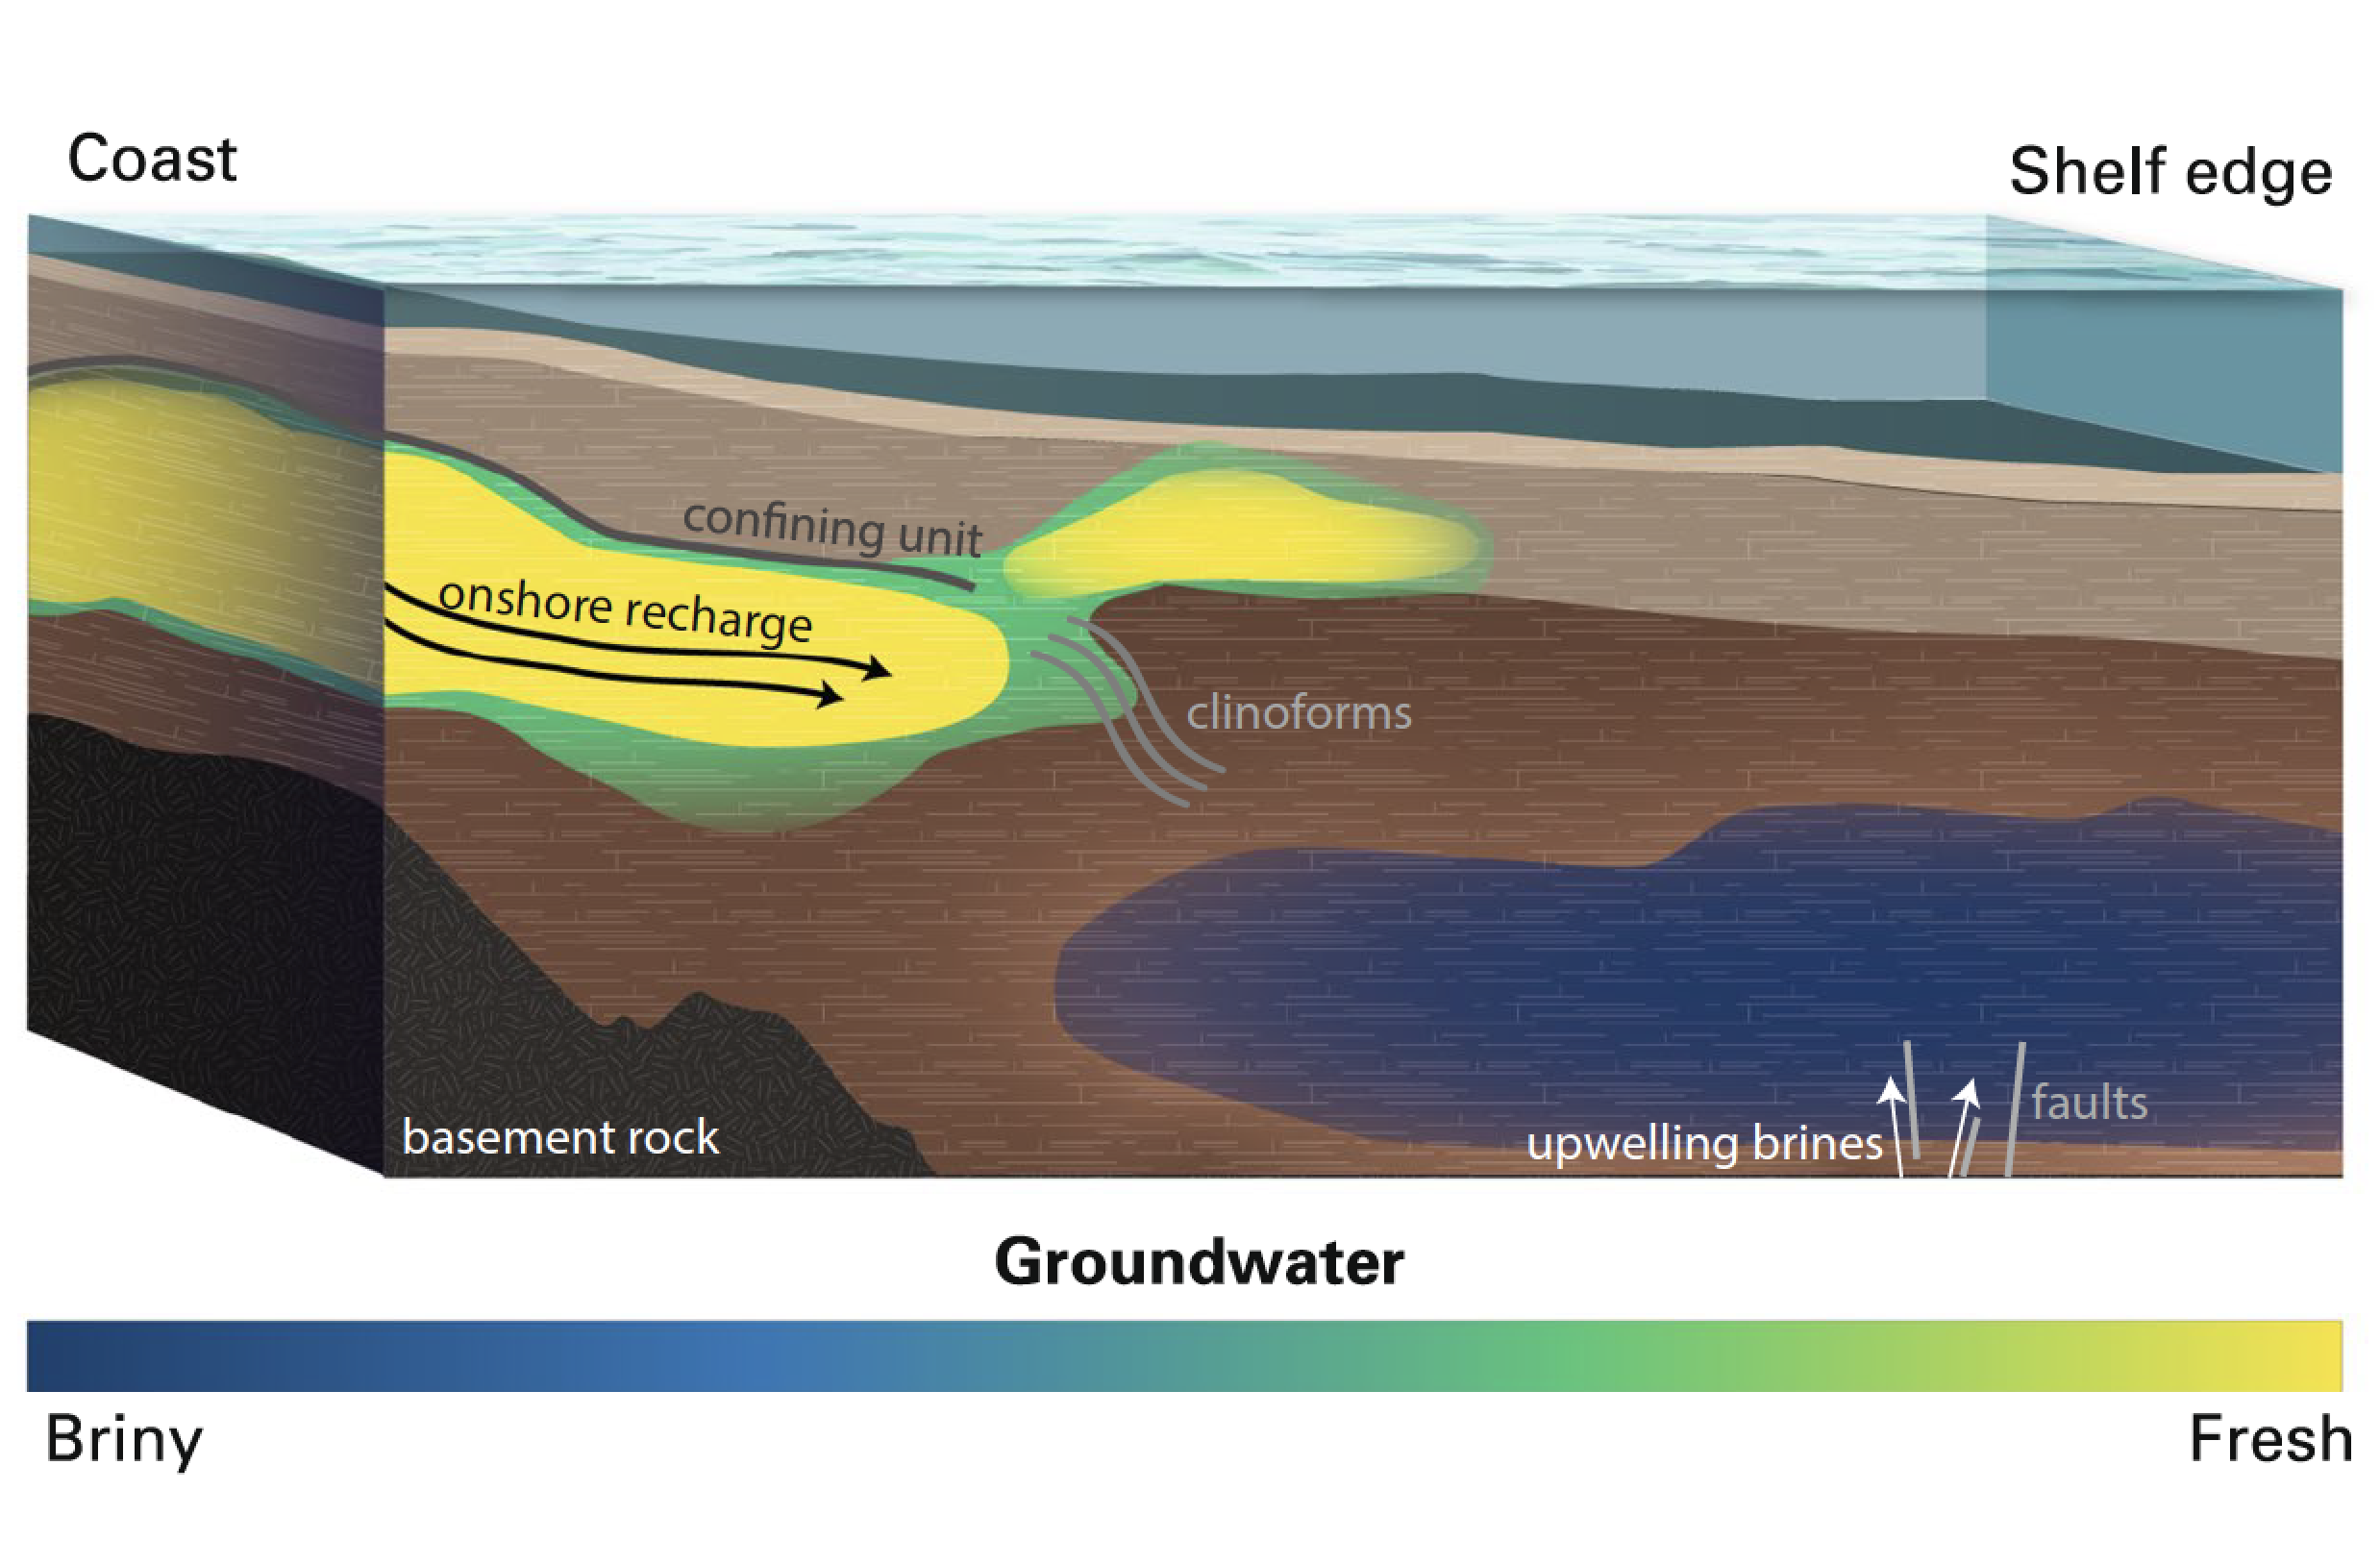 Coast
Shelf edge
confining unit
onshore recharge
clinoforms
faults
basement rock
upwelling brines
Groundwater
Briny
Fresh